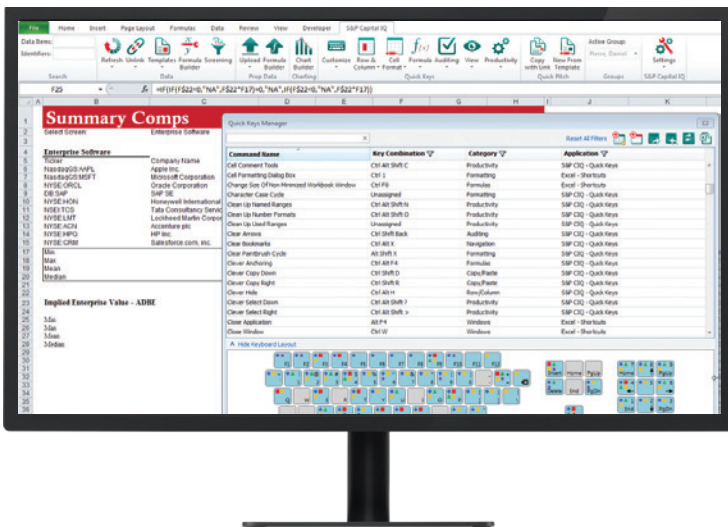 File Home Insert Page Layout Formulas Data Review View Developer S&P Capital IQ
Data Items:
Identifiers:
Refresh Unlink Templates Formula Builder Screening Upload Formula Builder Chart Builder Customize Row & Column Cell Format Formula Auditing View Productivity Copy with Link New From Template Active Group: Settings
Search Data Prop Data Charting Quick Keys Quick Pitch Groups S&P Capital IQ
F25 =IF(IF(F$22<0,"NA",F$22*F17)<0,"NA",IF(F$22<0,"NA",F$22*F17))
A B C D E F G H I J K
Summary Comps
Select Screen Enterprise Software
Enterprise Software
Ticker Company Name
NasdaqGS:AAPL Apple Inc.
NasdaqGS:MSFT Microsoft Corporation
NYSE:ORCL Oracle Corporation
DB:SAP SAP SE
NYSE:HON Honeywell International
NSEI:TCS Tata Consultancy Servic
NYSE:LMT Lockheed Martin Corpor
NYSE:ACN Accenture plc
NYSE:HPQ HP Inc.
NYSE:CRM Salesforce.com, inc.
Min
Max
Mean
Median
Implied Enterprise Value - ADBE
Min
Max
Mean
Median
Quick Keys Manager
Reset All Filters
Command Name Key Combination Category Application
Cell Comment Tools Ctrl Alt Shift C Productivity S&P CIQ - Quick Keys
Cell Formatting Dialog Box Ctrl 1 Formatting Excel - Shortcuts
Change Size Of Non-Minimized Workbook Window Ctrl F8 Formulas Excel - Shortcuts
Character Case Cycle Unassigned Formatting S&P CIQ - Quick Keys
Clean Up Named Ranges Ctrl Alt Shift N Productivity S&P CIQ - Quick Keys
Clean Up Number Formats Ctrl Alt Shift O Productivity S&P CIQ - Quick Keys
Clean Up Used Ranges Unassigned Productivity S&P CIQ - Quick Keys
Clear Arrows Ctrl Shift Back Auditing S&P CIQ - Quick Keys
Clear Bookmarks Ctrl Alt X Navigation S&P CIQ - Quick Keys
Clear Paintbrush Cycle Alt Shift X Formatting S&P CIQ - Quick Keys
Clever Anchoring Ctrl Alt F4 Formulas S&P CIQ - Quick Keys
Clever Copy Down Ctrl Shift D Copy/Paste S&P CIQ - Quick Keys
Clever Copy Right Ctrl Shift R Copy/Paste S&P CIQ - Quick Keys
Clever Hide Ctrl Alt H Row/Column S&P CIQ - Quick Keys
Clever Select Down Ctrl Alt Shift ? Productivity S&P CIQ - Quick Keys
Clever Select Right Ctrl Alt Shift > Productivity S&P CIQ - Quick Keys
Close Application Alt F4 Windows Excel - Shortcuts
Close Window Ctrl W Windows Excel - Shortcuts
Hide Keyboard Layout